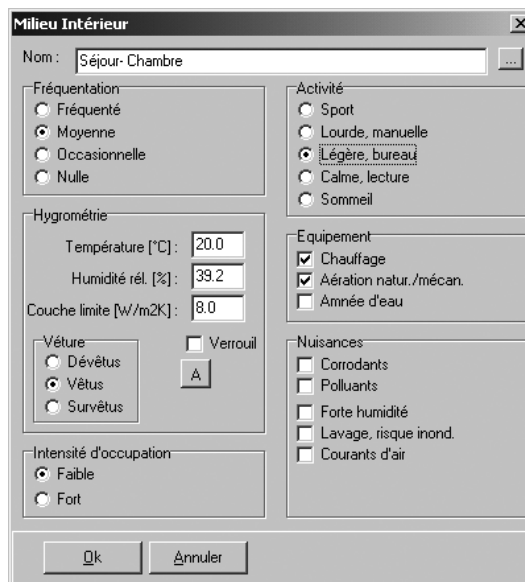 Milieu Intérieur
Nom : Séjour- Chambre ...
Fréquentation
Fréquenté
Moyenne
Occasionnelle
Nulle
Activité
Sport
Lourde, manuelle
Légère, bureau
Calme, lecture
Sommeil
Hygrométrie
Température [°C] : 20.0
Humidité rél. [%] : 39.2
Couche limite [W/m2K] : 8.0
Véture
Dévêtus
Vêtus
Survêtus
Verrouil
A
Equipement
Chauffage
Aération natur./mécan.
Amnée d'eau
Nuisances
Corrodants
Polluants
Forte humidité
Lavage, risque inond.
Courants d'air
Intensité d'occupation
Faible
Fort
Ok Annuler